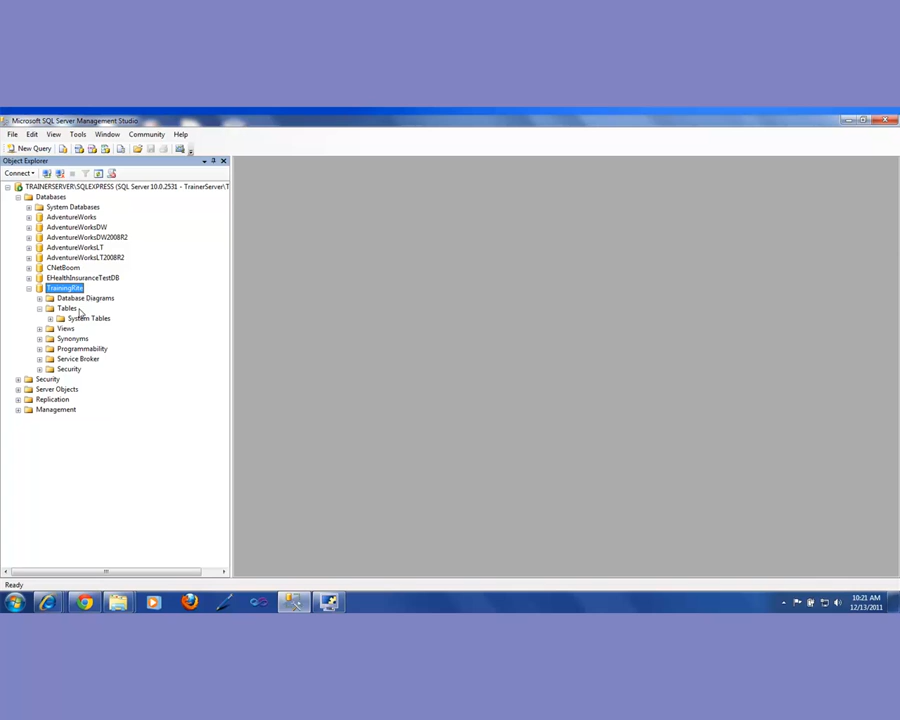 Microsoft SQL Server Management Studio
File Edit View Tools Window Community Help
New Query
Object Explorer
Connect
TRAINERSERVER\SQLEXPRESS (SQL Server 10.0.2531 - TrainerServer\T
Databases
System Databases
AdventureWorks
AdventureWorksDW
AdventureWorksDW2008R2
AdventureWorksLT
AdventureWorksLT2008R2
CNetBoom
EHealthInsuranceTestDB
TrainingRite
Database Diagrams
Tables
System Tables
Views
Synonyms
Programmability
Service Broker
Security
Security
Server Objects
Replication
Management
Ready
10:21 AM
12/13/2011